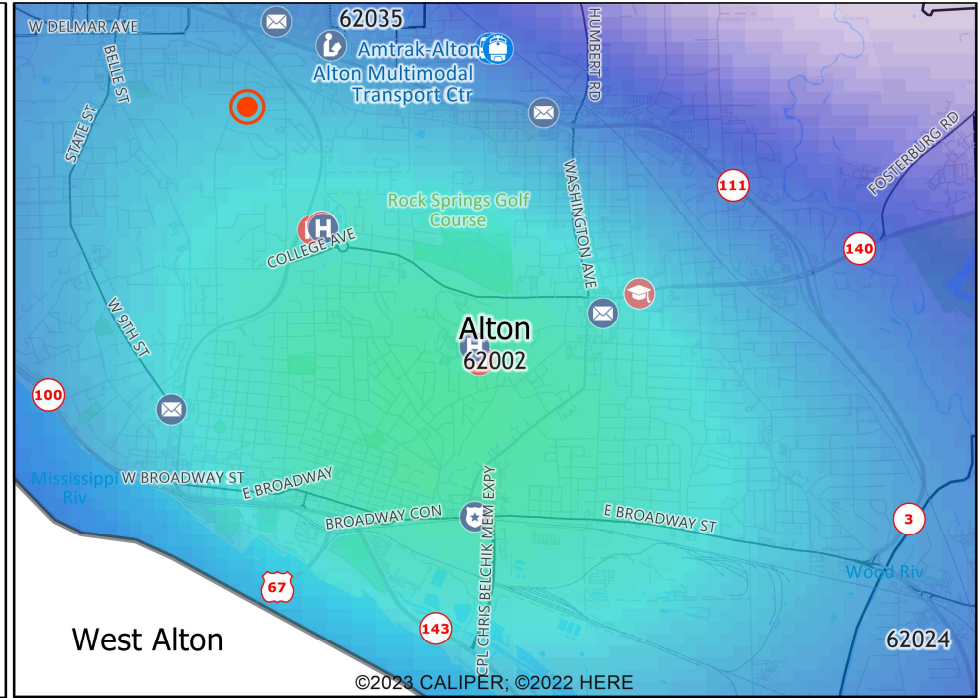 W DELMAR AVE
62035
HUMBERT RD
BELLE ST
Amtrak-Alton
Alton Multimodal
Transport Ctr
STATE ST
FOSTERBURG RD
111
WASHINGTON AVE
Rock Springs Golf
Course
H
COLLEGE AVE
140
W 9TH ST
Alton
H
62002
100
Mississippi
Riv
W BROADWAY ST
E BROADWAY
BROADWAY CON
CPL CHRIS BELCHIK MEM EXPY
E BROADWAY ST
3
Wood Riv
67
143
West Alton
62024
©2023 CALIPER; ©2022 HERE